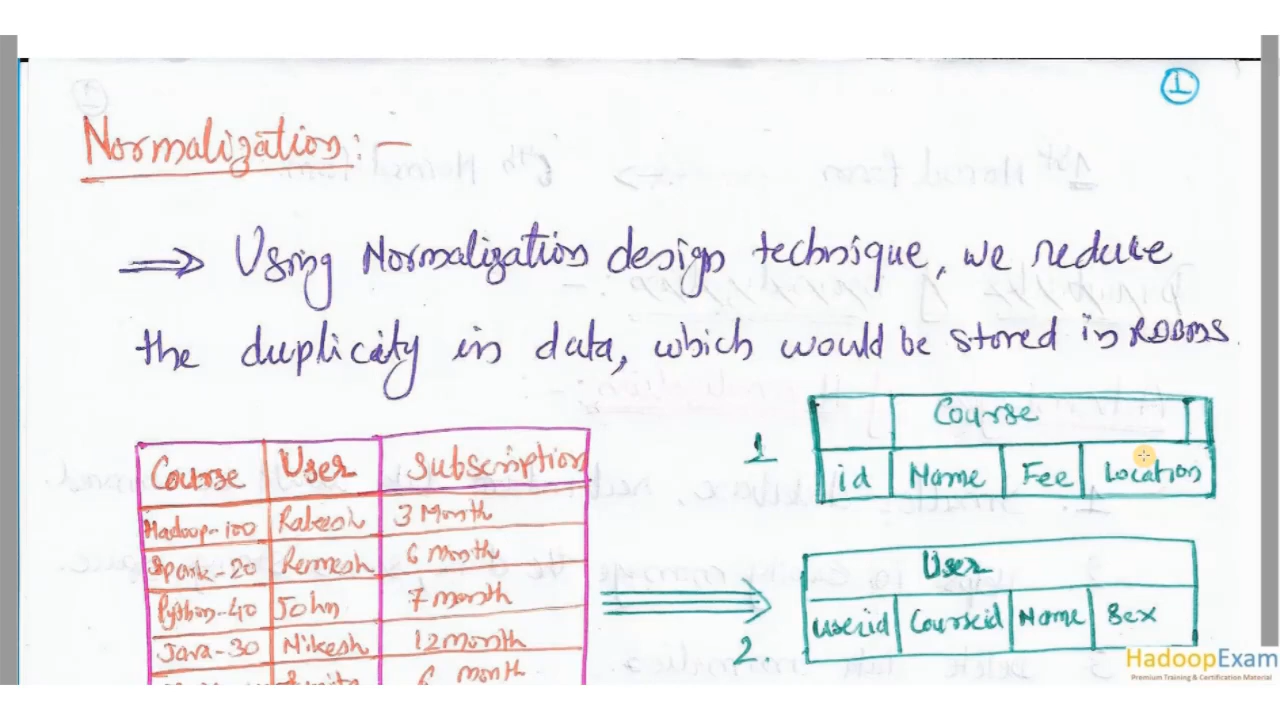 1
Normalization:-
⇒ Using Normalization design technique, we reduce
the duplicity in data, which would be stored in RDBMS.
Course User Subscription
Hadoop-100 Rakesh 3 Month
Spark-20 Remesh 6 month
Python-40 John 7 month
Java-30 Nikesh 12 month
6 month
1 Course
id Name Fee Location
2. User
userid Courseid Name Sex
HadoopExam
Premium Training & Certification Material